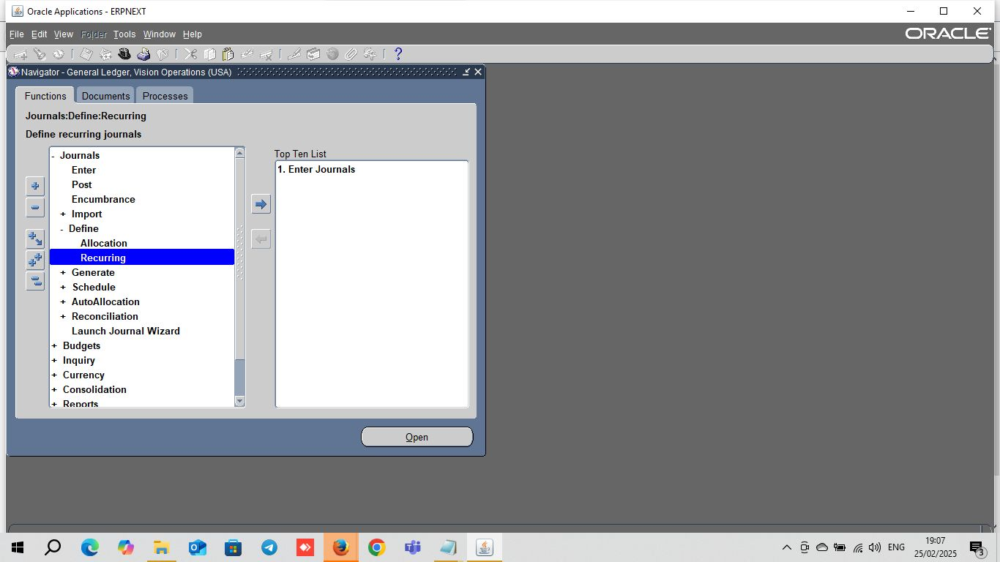 Oracle Applications - ERPNEXT
File Edit View Folder Tools Window Help
ORACLE
Navigator - General Ledger, Vision Operations (USA)
Functions Documents Processes
Journals:Define:Recurring
Define recurring journals
- Journals
Enter
Post
Encumbrance
+ Import
- Define
Allocation
Recurring
+ Generate
+ Schedule
+ AutoAllocation
+ Reconciliation
Launch Journal Wizard
+ Budgets
+ Inquiry
+ Currency
+ Consolidation
+ Reports
Top Ten List
1. Enter Journals
Open
ENG
19:07
25/02/2025
3